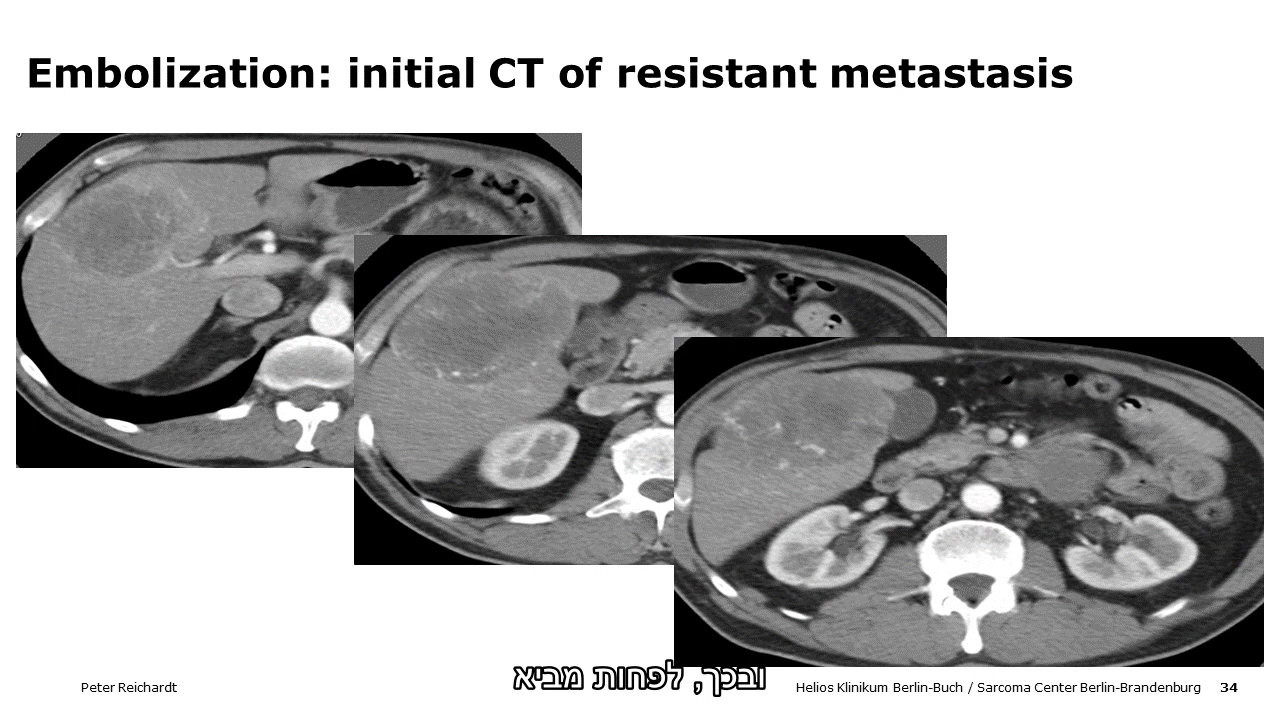 Embolization: initial CT of resistant metastasis
ובכך, לפחות מביא
Peter Reichardt
Helios Klinikum Berlin-Buch / Sarcoma Center Berlin-Brandenburg 34